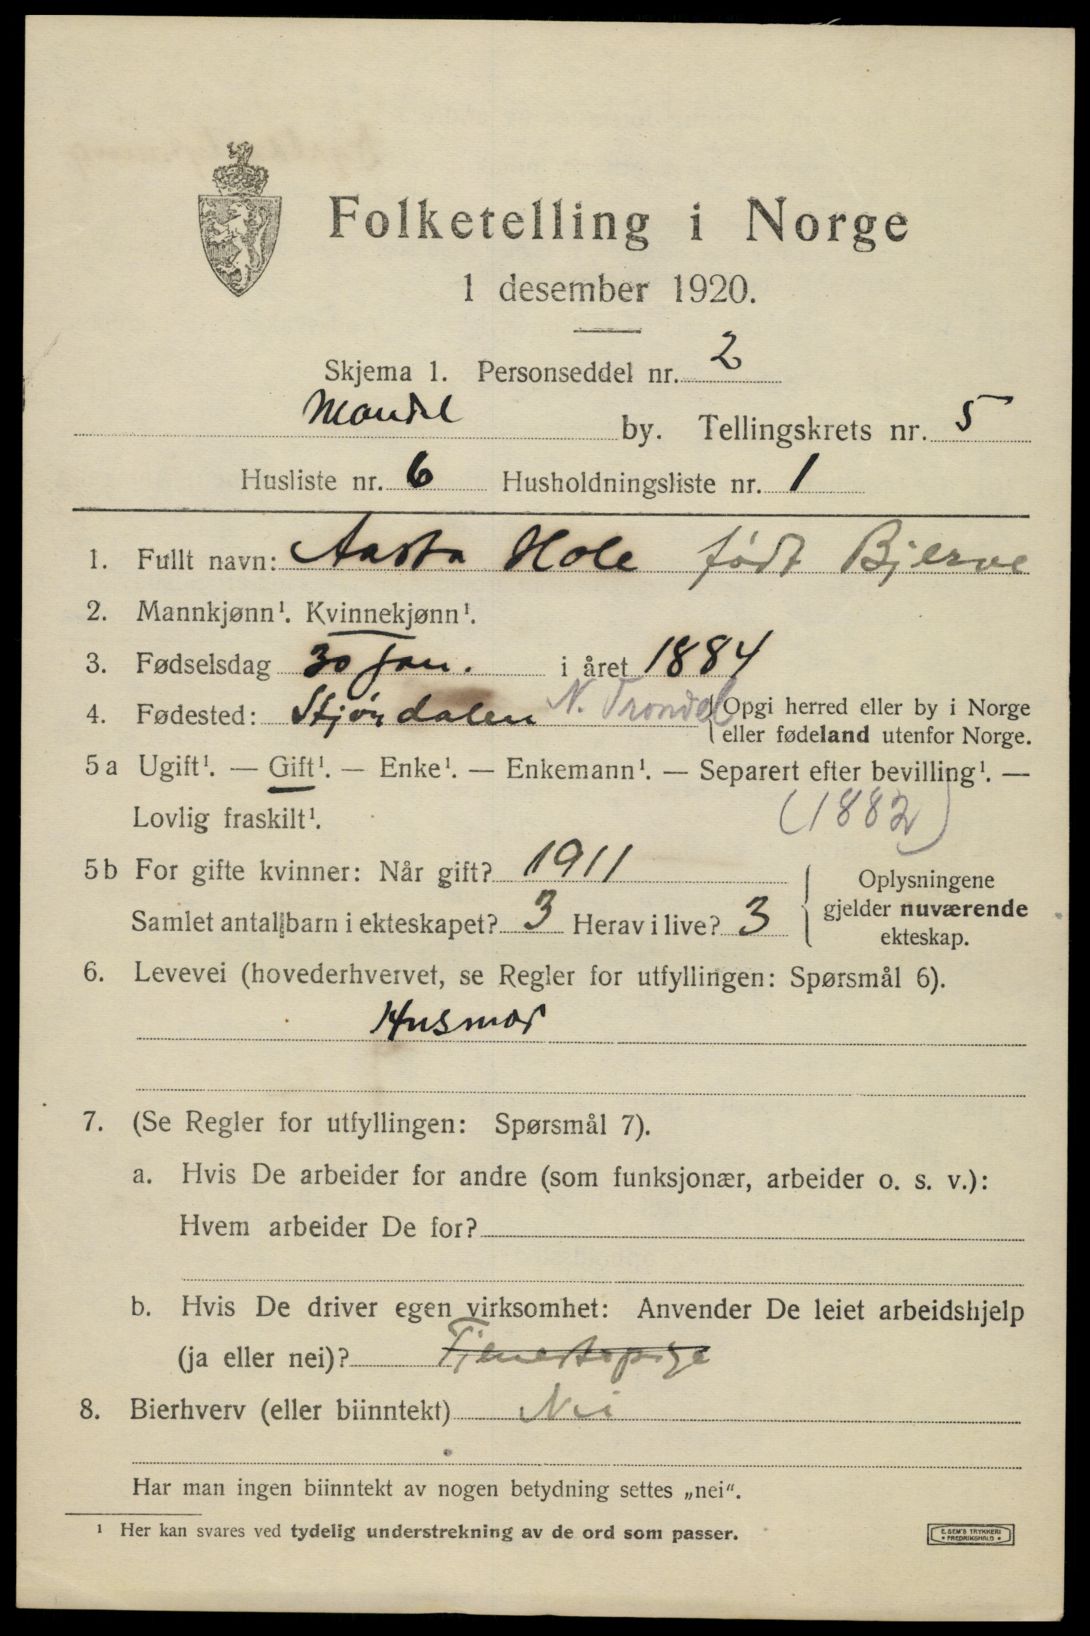 Folketelling i Norge
1 desember 1920.
Skjema 1. Personseddel nr. 2
Mandal by. Tellingskrets nr. 5
Husliste nr. 6 Husholdningsliste nr. 1
1. Fullt navn: Aasta Hole født Bjerve
2. Mannkjønn¹. Kvinnekjønn¹.
3. Fødselsdag 30 Jan. i året 1884
4. Fødested: Stjørdalen N. Trondel { Opgi herred eller by i Norge
eller fødeland utenfor Norge.
5a Ugift¹. — Gift¹. — Enke¹. — Enkemann¹. — Separert efter bevilling¹. —
Lovlig fraskilt¹. (1882)
5b For gifte kvinner: Når gift? 1911
Samlet antal barn i ekteskapet? 3 Herav i live? 3
Oplysningene
gjelder nuværende
ekteskap.
6. Levevei (hovederhvervet, se Regler for utfyllingen: Spørsmål 6).
Husmor
7. (Se Regler for utfyllingen: Spørsmål 7).
a. Hvis De arbeider for andre (som funksjonær, arbeider o. s. v.):
Hvem arbeider De for?
b. Hvis De driver egen virksomhet: Anvender De leiet arbeidshjelp
(ja eller nei)? Tjenestepige
8. Bierhverv (eller biinntekt) Nei
Har man ingen biinntekt av nogen betydning settes „nei".
¹ Her kan svares ved tydelig understrekning av de ord som passer.
E. SEM'S TRYKKERI
• FREDRIKSHALD •